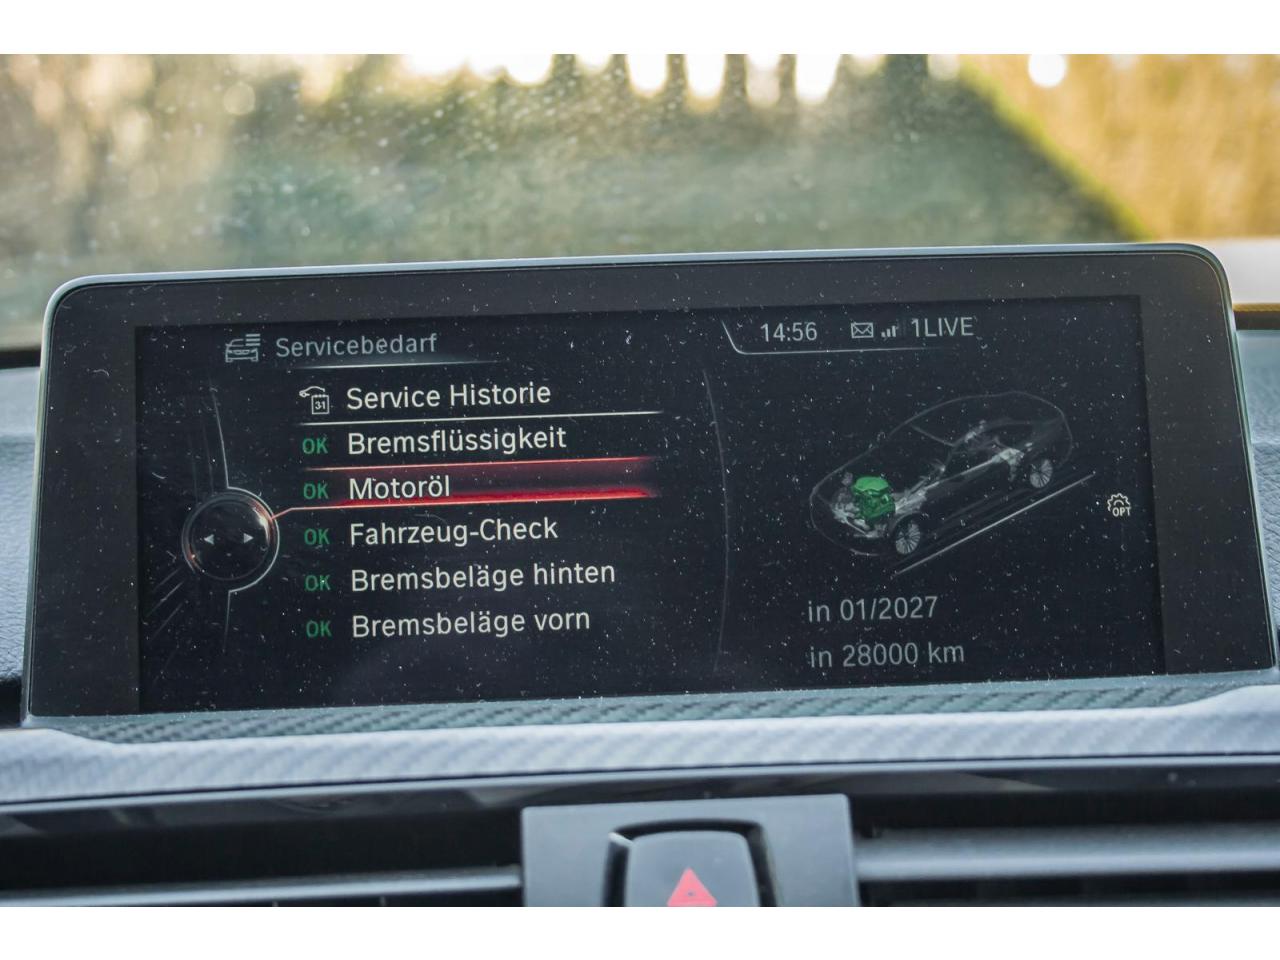 Servicebedarf
14:56 1LIVE
31 Service Historie
OK Bremsflüssigkeit
OK Motoröl
OK Fahrzeug-Check
OK Bremsbeläge hinten
OK Bremsbeläge vorn
OPT
in 01/2027
in 28000 km